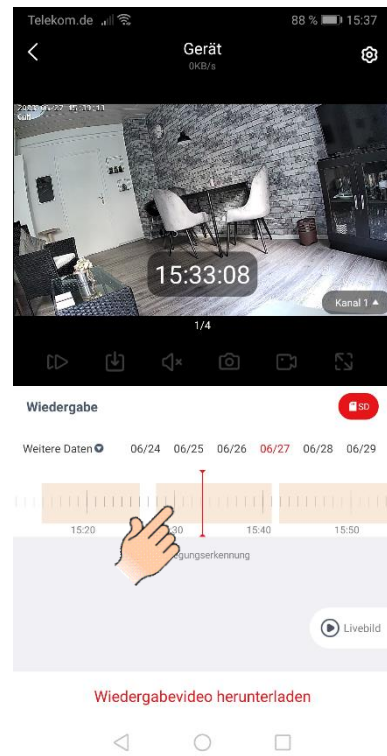 Telekom.de 88 % 15:37
Gerät
0KB/s
15:33:08
Kanal 1
1/4
Wiedergabe SD
Weitere Daten 06/24 06/25 06/26 06/27 06/28 06/29
15:20 :30 15:40 15:50
egungserkennung
Livebild
Wiedergabevideo herunterladen